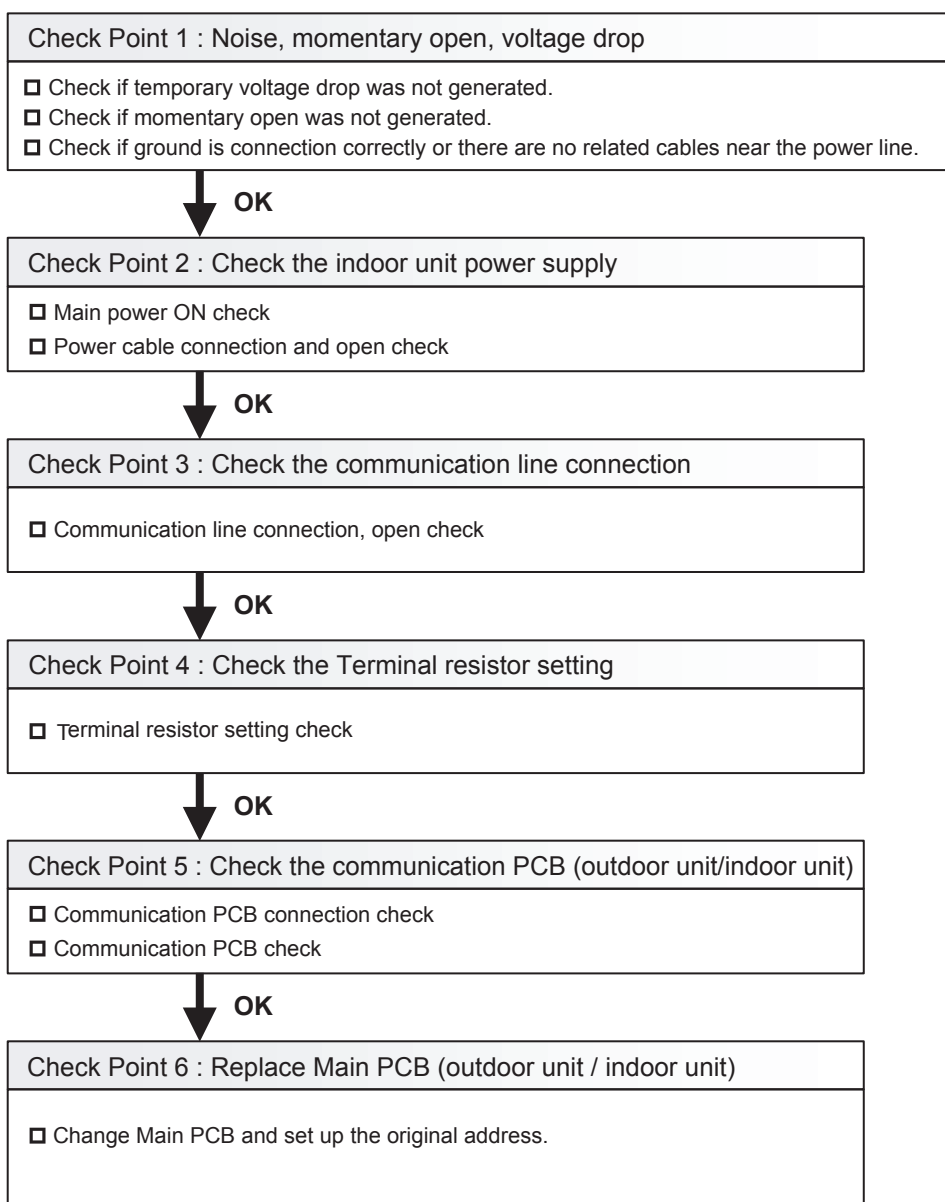 Check Point 1 : Noise, momentary open, voltage drop
Check if temporary voltage drop was not generated.
Check if momentary open was not generated.
Check if ground is connection correctly or there are no related cables near the power line.
OK
Check Point 2 : Check the indoor unit power supply
Main power ON check
Power cable connection and open check
OK
Check Point 3 : Check the communication line connection
Communication line connection, open check
OK
Check Point 4 : Check the Terminal resistor setting
Terminal resistor setting check
OK
Check Point 5 : Check the communication PCB (outdoor unit/indoor unit)
Communication PCB connection check
Communication PCB check
OK
Check Point 6 : Replace Main PCB (outdoor unit / indoor unit)
Change Main PCB and set up the original address.